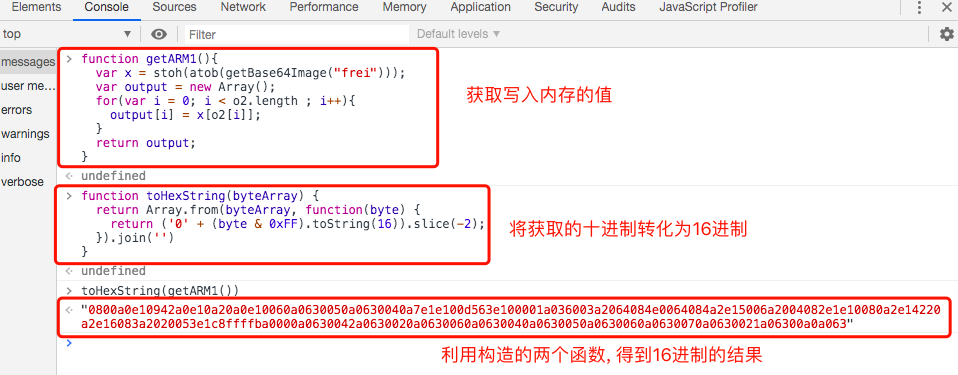 Elements Console Sources Network Performance Memory Application Security Audits JavaScript Profiler
top Filter Default levels ▼
messages
user me...
errors
warnings
info
verbose
> function getARM1(){
var x = stoh(atob(getBase64Image("frei")));
var output = new Array();
for(var i = 0; i < o2.length ; i++){
output[i] = x[o2[i]];
}
return output;
}
获取写入内存的值
undefined
> function toHexString(byteArray) {
return Array.from(byteArray, function(byte) {
return ('0' + (byte & 0xFF).toString(16)).slice(-2);
}).join('')
}
将获取的十进制转化为16进制
undefined
> toHexString(getARM1())
"0800a0e10942a0e10a20a0e10060a0630050a0630040a7e1e100d563e100001a036003a2064084e0064084a2e15006a2004082e1e10080a2e14220
a2e16083a2020053e1c8ffffba0000a0630042a0630020a0630060a0630040a0630050a0630060a0630070a0630021a06300a0a063"
利用构造的两个函数, 得到16进制的结果
>